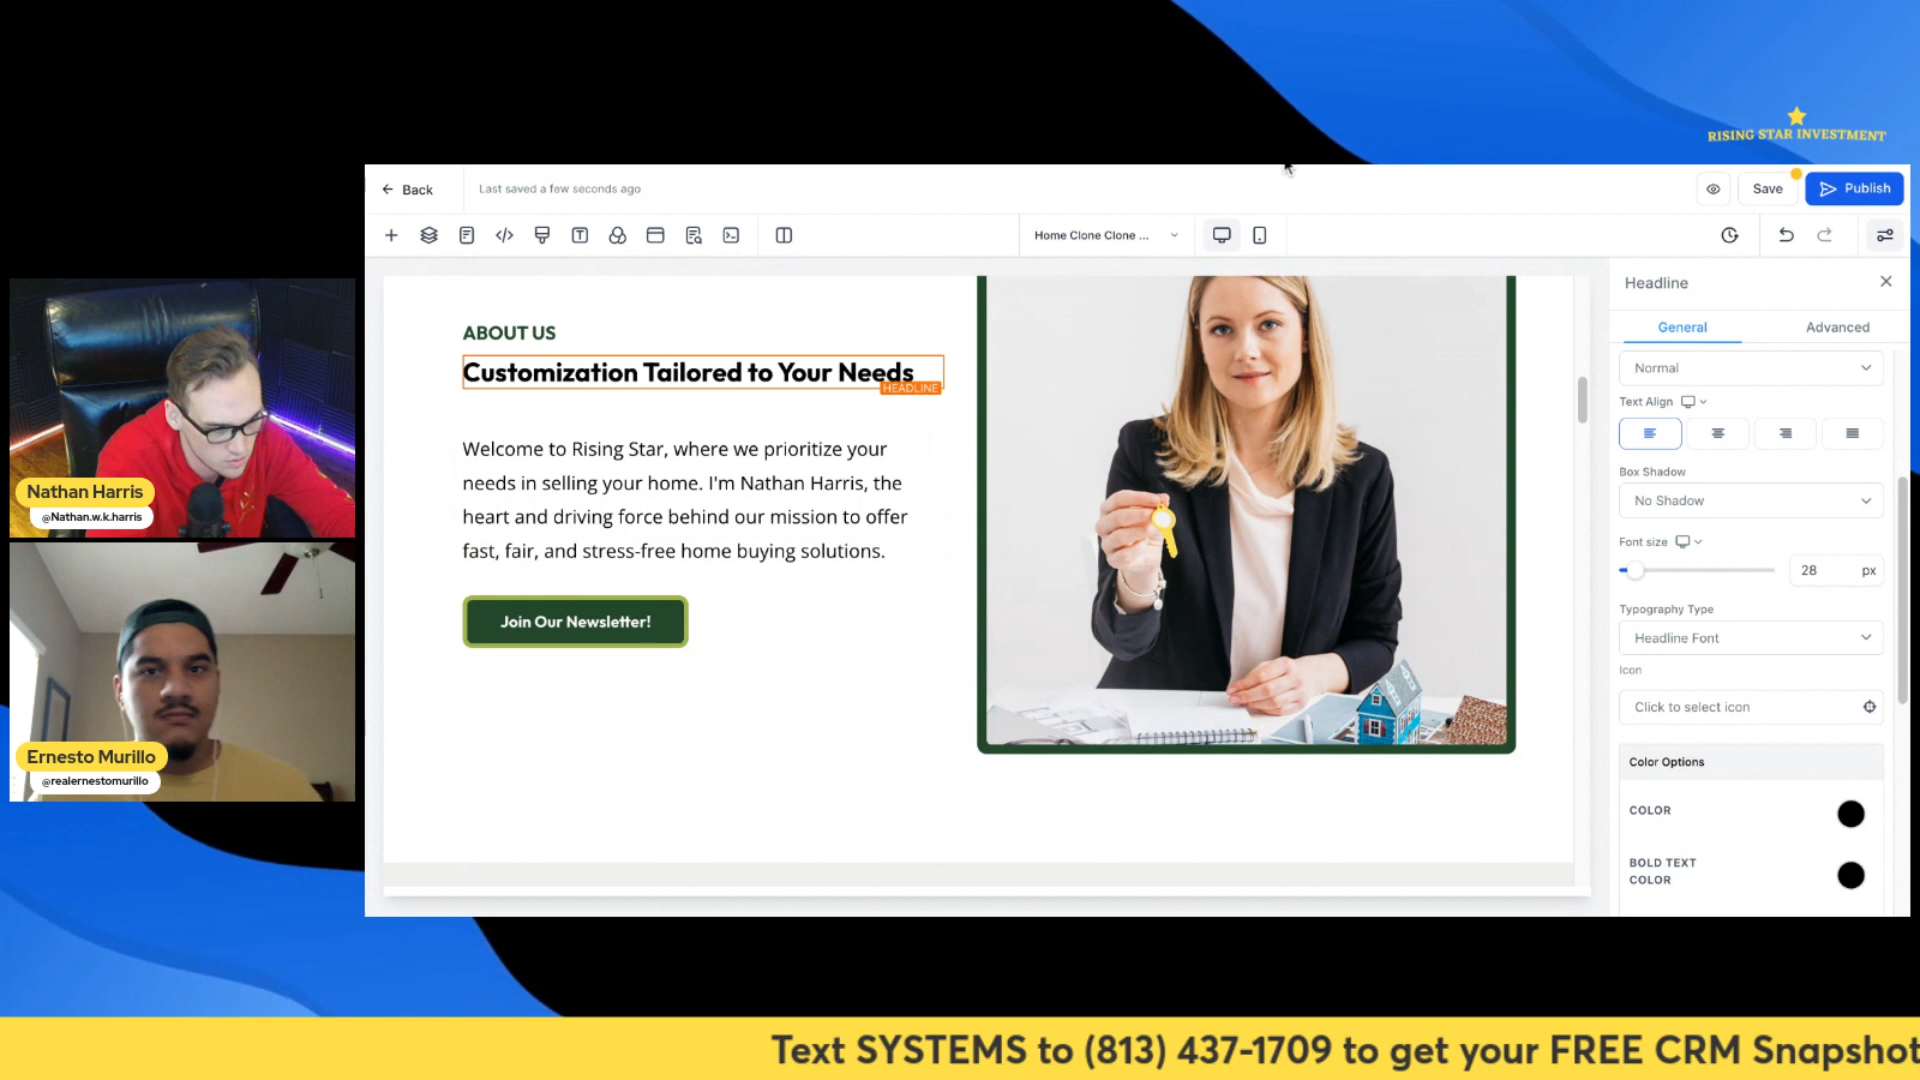 RISING STAR INVESTMENT
Back
Last saved a few seconds ago
Save
Publish
Home Clone Clone ...
Headline
General
Advanced
ABOUT US
Customization Tailored to Your Needs
HEADLINE
Welcome to Rising Star, where we prioritize your
needs in selling your home. I'm Nathan Harris, the
heart and driving force behind our mission to offer
fast, fair, and stress-free home buying solutions.
Join Our Newsletter!
Normal
Text Align
Box Shadow
No Shadow
Font size
28
px
Typography Type
Headline Font
Icon
Click to select icon
Color Options
COLOR
BOLD TEXT
COLOR
Nathan Harris
@Nathan.w.k.harris
Ernesto Murillo
@realernestomurillo
Text SYSTEMS to (813) 437-1709 to get your FREE CRM Snapshot